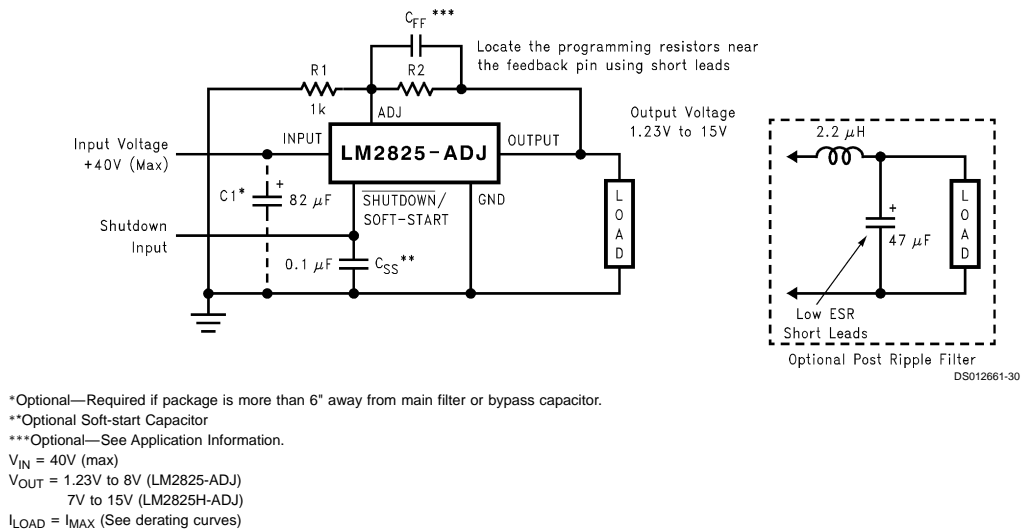 C_FF ***
Locate the programming resistors near
the feedback pin using short leads
R1
R2
1k
ADJ
Output Voltage
1.23V to 15V
Input Voltage
+40V (Max)
INPUT
LM2825-ADJ
OUTPUT
C1*
+
82 μF
SHUTDOWN/
SOFT-START
GND
LOAD
Shutdown
Input
0.1 μF
C_SS **
2.2 μH
+
47 μF
LOAD
Low ESR
Short Leads
Optional Post Ripple Filter
DS012661-30
*Optional—Required if package is more than 6" away from main filter or bypass capacitor.
**Optional Soft-start Capacitor
***Optional—See Application Information.
V_IN = 40V (max)
V_OUT = 1.23V to 8V (LM2825-ADJ)
7V to 15V (LM2825H-ADJ)
I_LOAD = I_MAX (See derating curves)